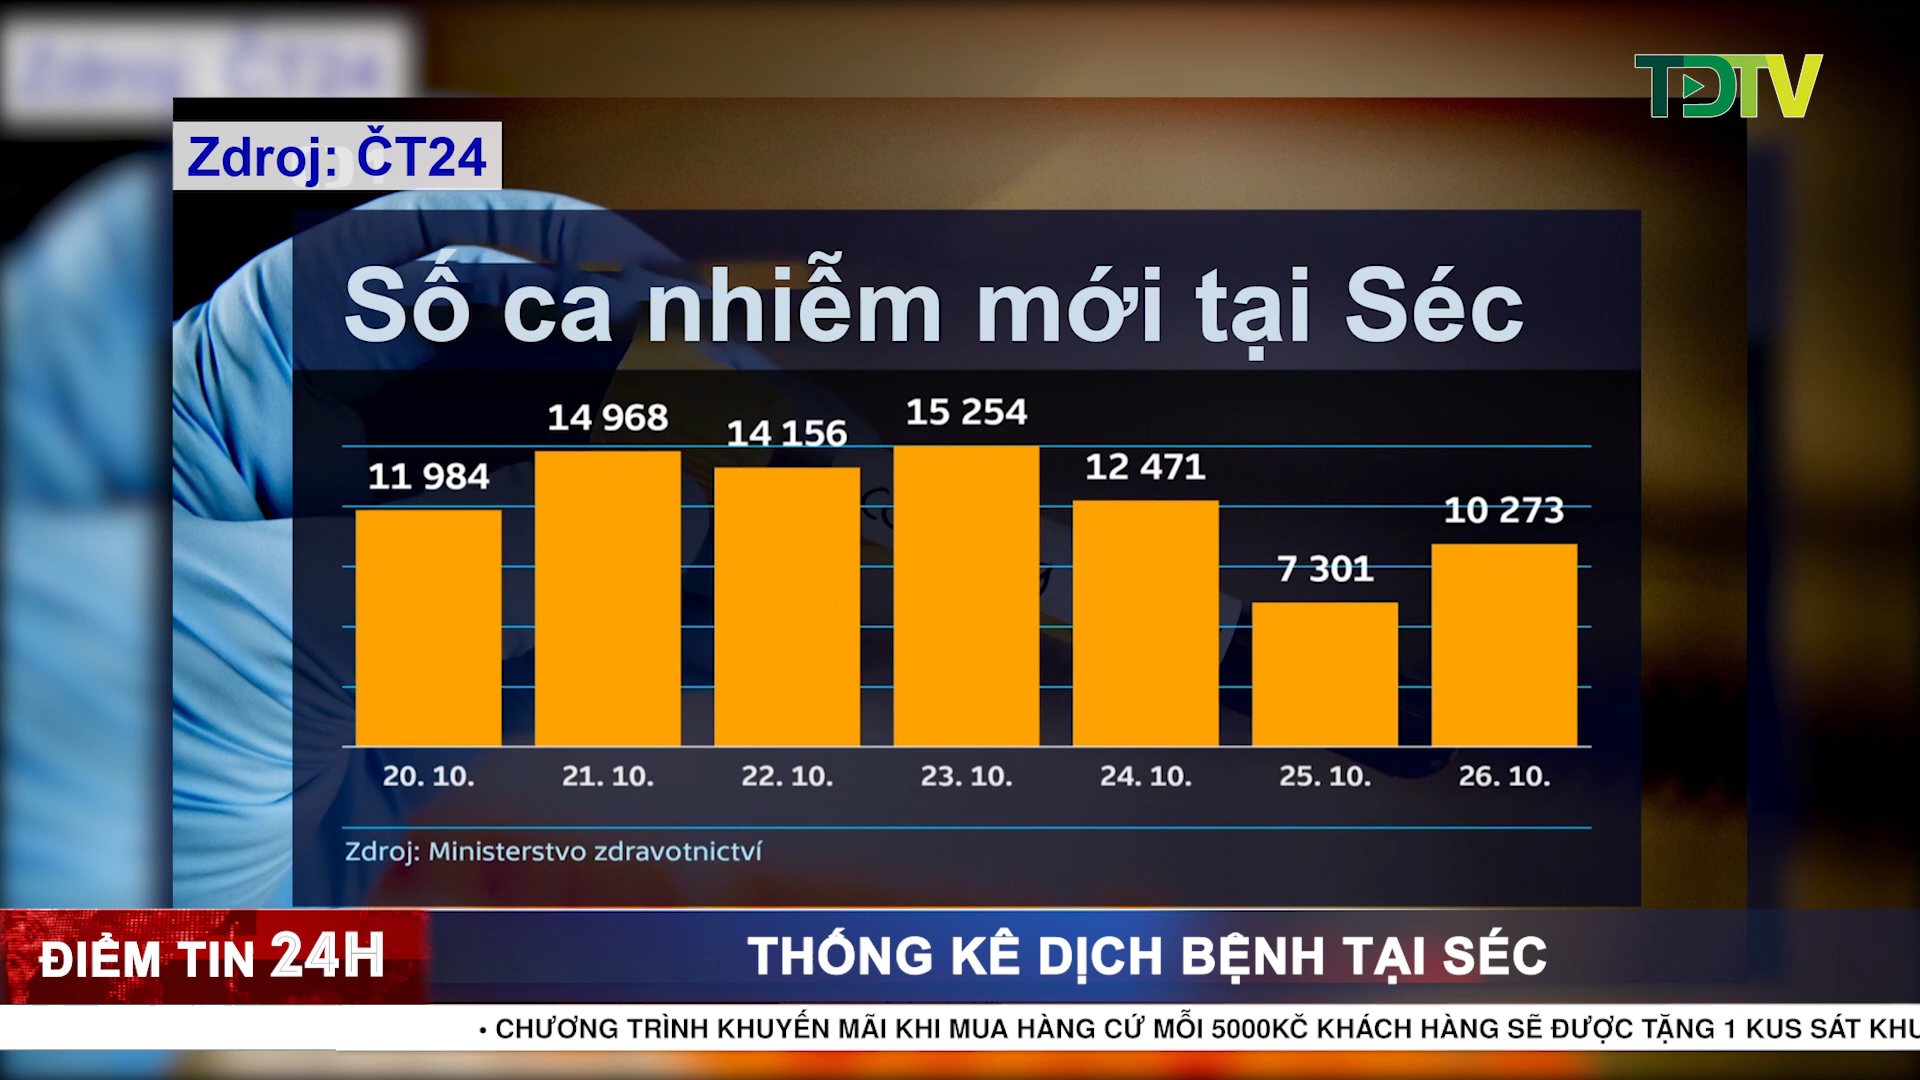 TDTV
Zdroj: ČT24
Số ca nhiễm mới tại Séc
11 984
14 968
14 156
15 254
12 471
7 301
10 273
20. 10.
21. 10.
22. 10.
23. 10.
24. 10.
25. 10.
26. 10.
Zdroj: Ministerstvo zdravotnictví
ĐIỂM TIN 24H
THỐNG KÊ DỊCH BỆNH TẠI SÉC
• CHƯƠNG TRÌNH KHUYẾN MÃI KHI MUA HÀNG CỨ MỖI 5000KČ KHÁCH HÀNG SẼ ĐƯỢC TẶNG 1 KUS SÁT KHU